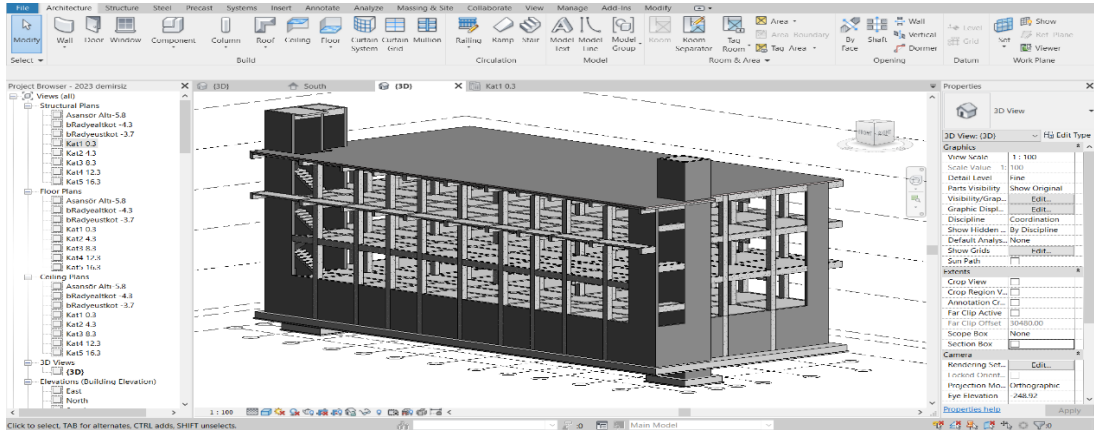 File Architecture Structure Steel Precast Systems Insert Annotate Analyze Massing & Site Collaborate View Manage Add-Ins Modify
Modify Wall Door Window Component Column Roof Ceiling Floor Curtain System Curtain Grid Mullion Railing Ramp Stair Model Text Model Line Model Group Room Room Separator Tag Room Area Area Boundary Tag Area By Face Shaft Wall Vertical Dormer Level Grid Set Show Ref Plane Viewer
Select Build Circulation Model Room & Area Opening Datum Work Plane
Project Browser - 2023 demirsiz
(3D) South (3D) Kat1 0.3
Views (all)
Structural Plans
Asansör Altı-5.8
bRadyealtkot -4.3
bRadyeustkot -3.7
Kat1 0.3
Kat2 4.3
Kat3 8.3
Kat4 12.3
Kat5 16.3
Floor Plans
Asansör Altı-5.8
bRadyealtkot -4.3
bRadyeustkot -3.7
Kat1 0.3
Kat2 4.3
Kat3 8.3
Kat4 12.3
Kat5 16.3
Ceiling Plans
Asansör Altı-5.8
bRadyealtkot -4.3
bRadyeustkot -3.7
Kat1 0.3
Kat2 4.3
Kat3 8.3
Kat4 12.3
Kat5 16.3
3D Views
{3D}
Elevations (Building Elevation)
East
North
Properties
3D View
3D View: {3D} Edit Type
Graphics
View Scale 1 : 100
Scale Value 1: 100
Detail Level Fine
Parts Visibility Show Original
Visibility/Grap... Edit...
Graphic Displ... Edit...
Discipline Coordination
Show Hidden ... By Discipline
Default Analys... None
Show Grids Edit...
Sun Path
Extents
Crop View
Crop Region V...
Annotation Cr...
Far Clip Active
Far Clip Offset 30480.00
Scope Box None
Section Box
Camera
Rendering Set... Edit...
Locked Orient...
Projection Mo... Orthographic
Eye Elevation -248.92
Properties help Apply
1 : 100
Click to select, TAB for alternates, CTRL adds, SHIFT unselects. :0 Main Model :0